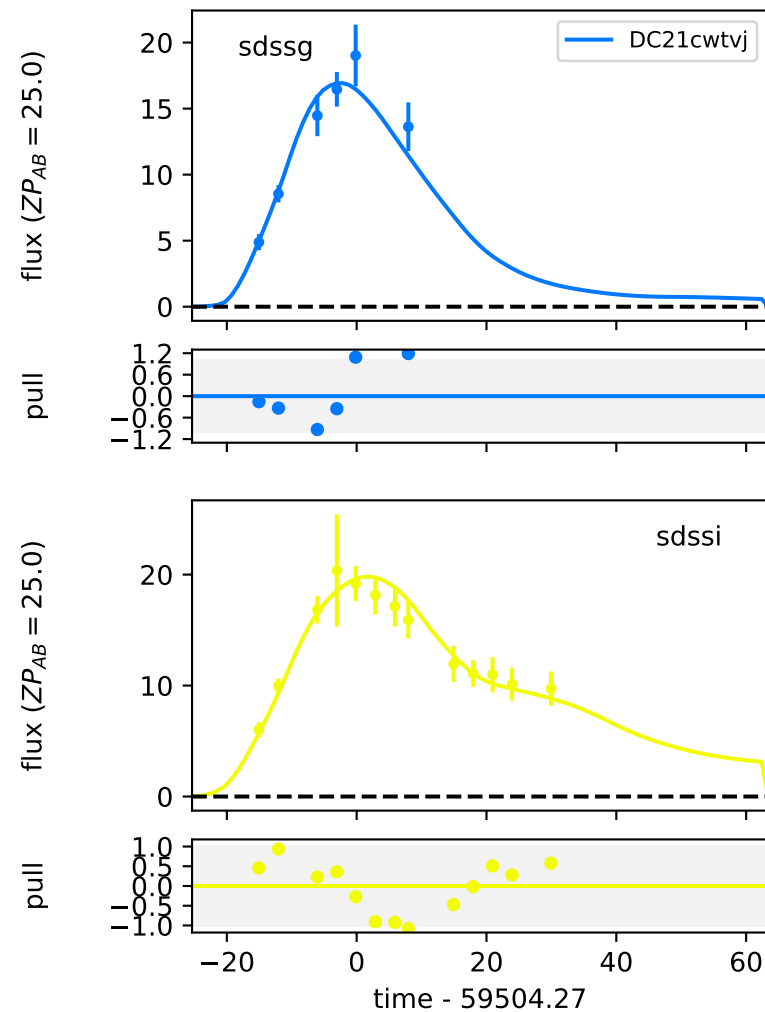 sdssg
DC21cwtvj
flux (ZP_AB = 25.0)
20
15
10
5
0
pull
1.2
0.6
0.0
−0.6
−1.2
sdssi
flux (ZP_AB = 25.0)
20
10
0
pull
1.0
0.5
0.0
−0.5
−1.0
−20 0 20 40 60
time - 59504.27